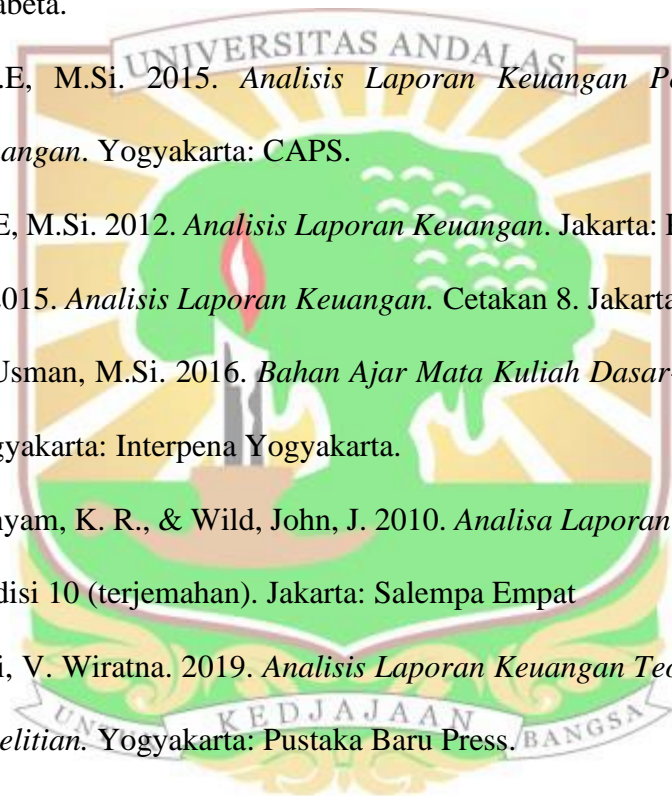 abeta.
UNIVERSITAS ANDALAS
.E, M.Si. 2015. Analisis Laporan Keuangan P
angan. Yogyakarta: CAPS.
E, M.Si. 2012. Analisis Laporan Keuangan. Jakarta:
2015. Analisis Laporan Keuangan. Cetakan 8. Jakarta
Usman, M.Si. 2016. Bahan Ajar Mata Kuliah Dasar-
gyakarta: Interpena Yogyakarta.
nyam, K. R., & Wild, John, J. 2010. Analisa Laporan
disi 10 (terjemahan). Jakarta: Salempa Empat
i, V. Wiratna. 2019. Analisis Laporan Keuangan Teo
elitian. Yogyakarta: Pustaka Baru Press.
UNTUK KEDJAJAAN BANGSA